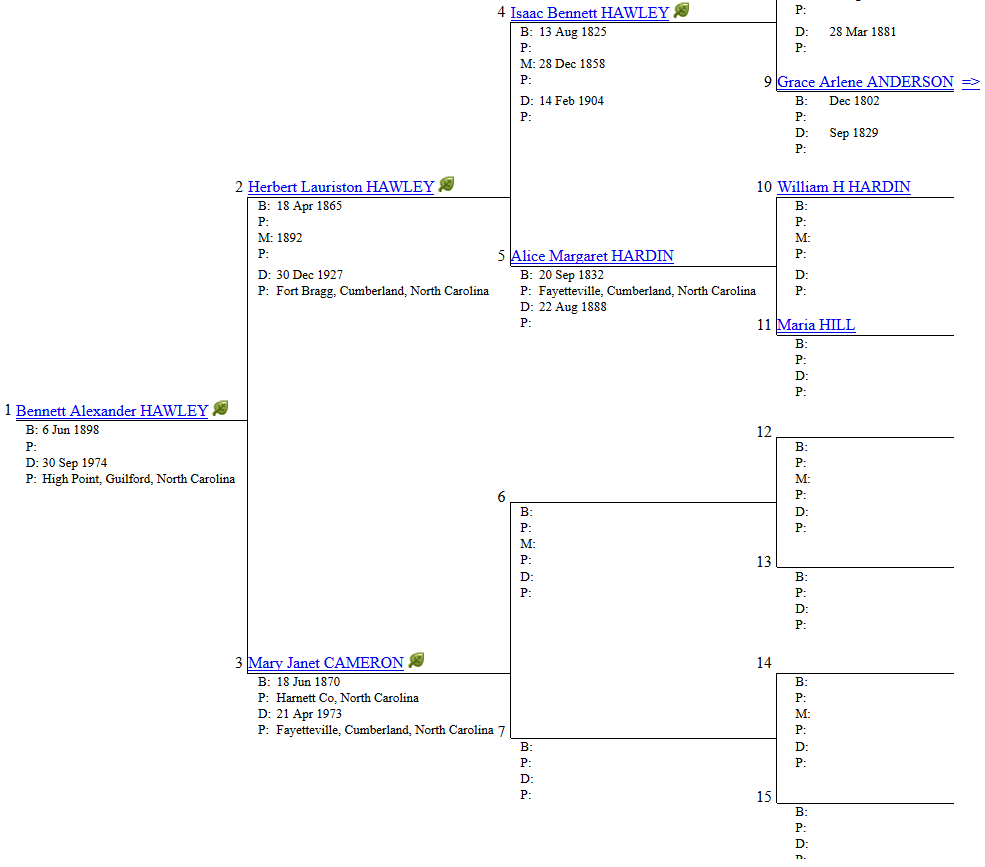 4 Isaac Bennett HAWLEY
B: 13 Aug 1825
P:
M: 28 Dec 1858
P:
D: 14 Feb 1904
P:
P:
D: 28 Mar 1881
P:
9 Grace Arlene ANDERSON =>
B: Dec 1802
P:
D: Sep 1829
P:
2 Herbert Lauriston HAWLEY
B: 18 Apr 1865
P:
M: 1892
P:
D: 30 Dec 1927
P: Fort Bragg, Cumberland, North Carolina
10 William H HARDIN
B:
P:
M:
P:
D:
P:
5 Alice Margaret HARDIN
B: 20 Sep 1832
P: Fayetteville, Cumberland, North Carolina
D: 22 Aug 1888
P:
11 Maria HILL
B:
P:
D:
P:
1 Bennett Alexander HAWLEY
B: 6 Jun 1898
P:
D: 30 Sep 1974
P: High Point, Guilford, North Carolina
12
B:
P:
M:
P:
D:
P:
6
B:
P:
M:
P:
D:
P:
13
B:
P:
D:
P:
3 Mary Janet CAMERON
B: 18 Jun 1870
P: Harnett Co, North Carolina
D: 21 Apr 1973
P: Fayetteville, Cumberland, North Carolina
14
B:
P:
M:
P:
D:
P:
7
B:
P:
D:
P:
15
B:
P:
D:
P: